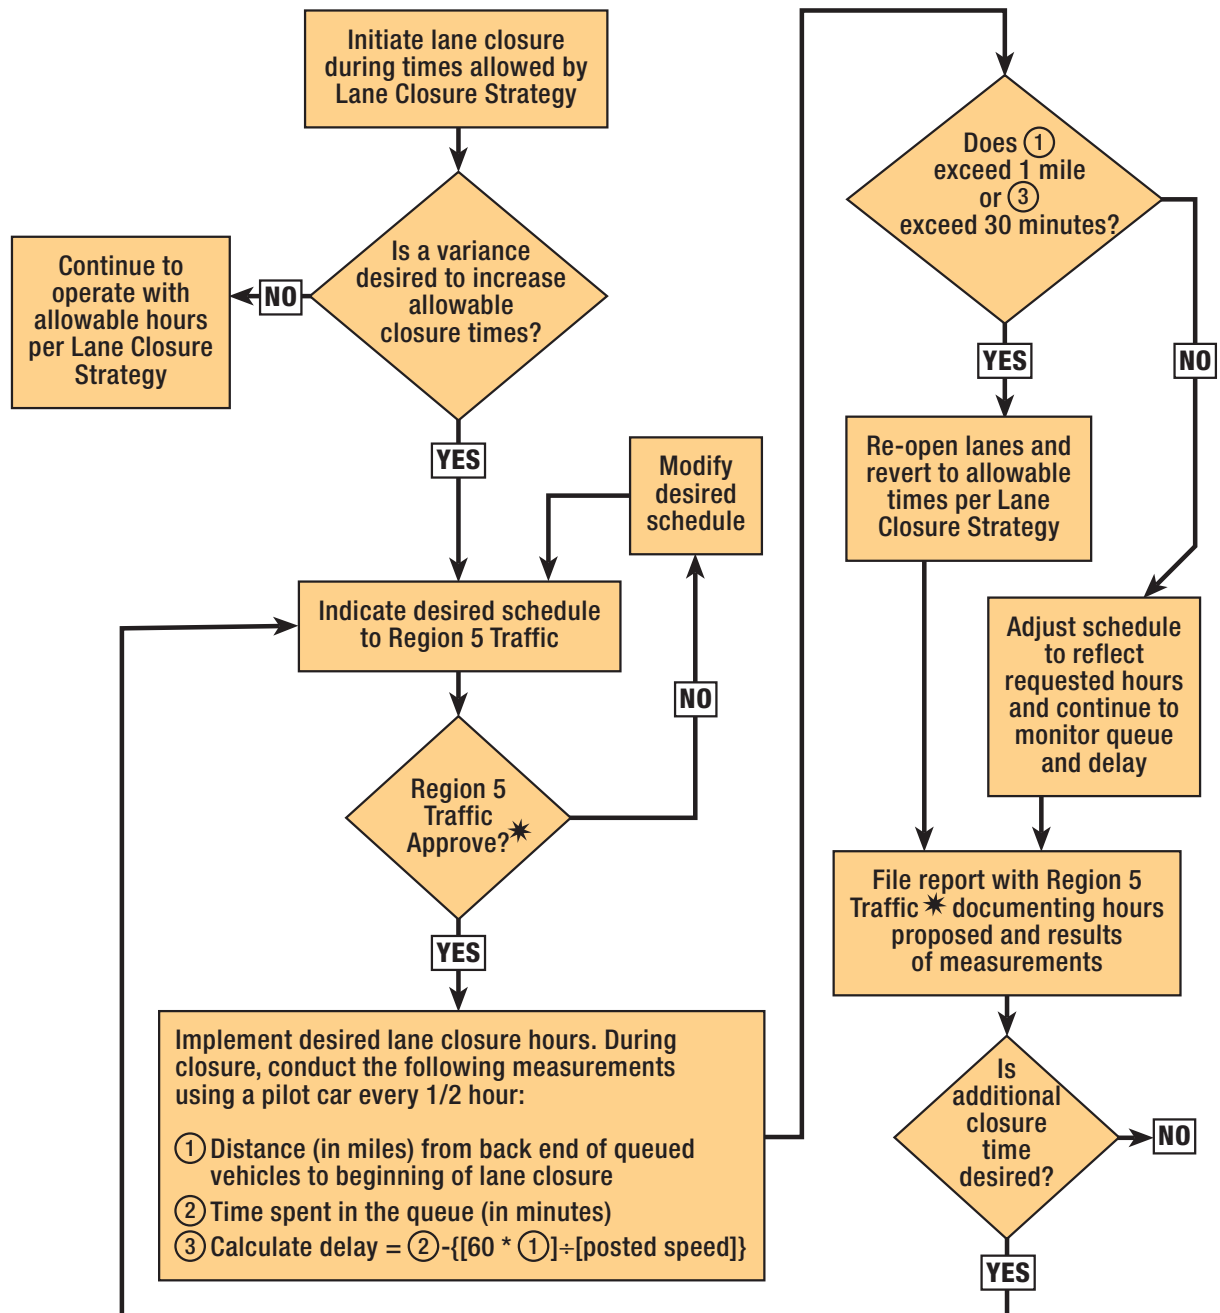 Initiate lane closure
during times allowed by
Lane Closure Strategy
Is a variance
desired to increase
allowable
closure times?
NO
Continue to
operate with
allowable hours
per Lane Closure
Strategy
YES
Modify
desired
schedule
Indicate desired schedule
to Region 5 Traffic
NO
Region 5
Traffic
Approve?✷
YES
Implement desired lane closure hours. During
closure, conduct the following measurements
using a pilot car every 1/2 hour:
① Distance (in miles) from back end of queued
vehicles to beginning of lane closure
② Time spent in the queue (in minutes)
③ Calculate delay = ②-{[60 * ①]÷[posted speed]}
Does ①
exceed 1 mile
or ③
exceed 30 minutes?
YES
NO
Re-open lanes and
revert to allowable
times per Lane
Closure Strategy
Adjust schedule
to reflect
requested hours
and continue to
monitor queue
and delay
File report with Region 5
Traffic ✷ documenting hours
proposed and results
of measurements
Is
additional
closure
time
desired?
NO
YES